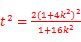 t² = 2(1+4k²)² / 1+16k²